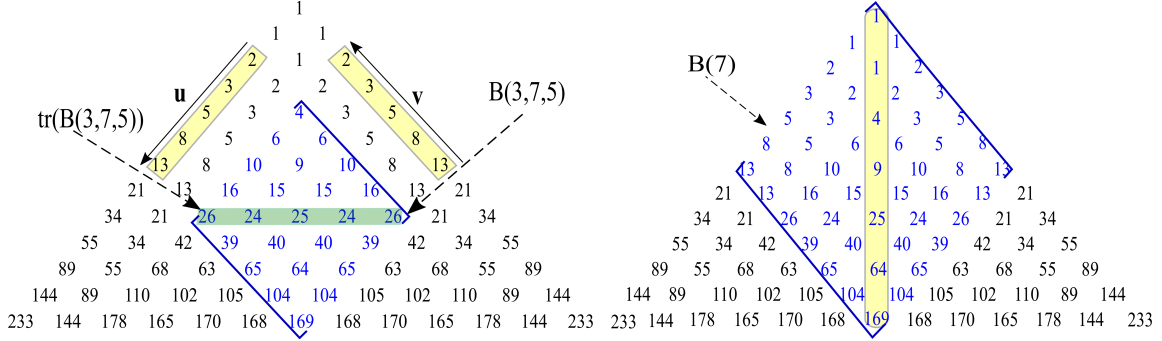 1
1 1
2 1 2
3 2 2 3
u v B(3,7,5)
5 3 4 3 5
tr(B(3,7,5))
8 5 6 6 5 8
13 8 10 9 10 8 13
21 13 16 15 15 16 13 21
34 21 26 24 25 24 26 21 34
55 34 42 39 40 40 39 42 34 55
89 55 68 63 65 64 65 63 68 55 89
144 89 110 102 105 104 104 105 102 110 89 144
233 144 178 165 170 168 169 168 170 165 178 144 233
1
1 1
B(7)
2 1 2
3 2 2 3
5 3 4 3 5
8 5 6 6 5 8
13 8 10 9 10 8 13
21 13 16 15 15 16 13 21
34 21 26 24 25 24 26 21 34
55 34 42 39 40 40 39 42 34 55
89 55 68 63 65 64 65 63 68 55 89
144 89 110 102 105 104 104 105 102 110 89 144
233 144 178 165 170 168 169 168 170 165 178 144 233